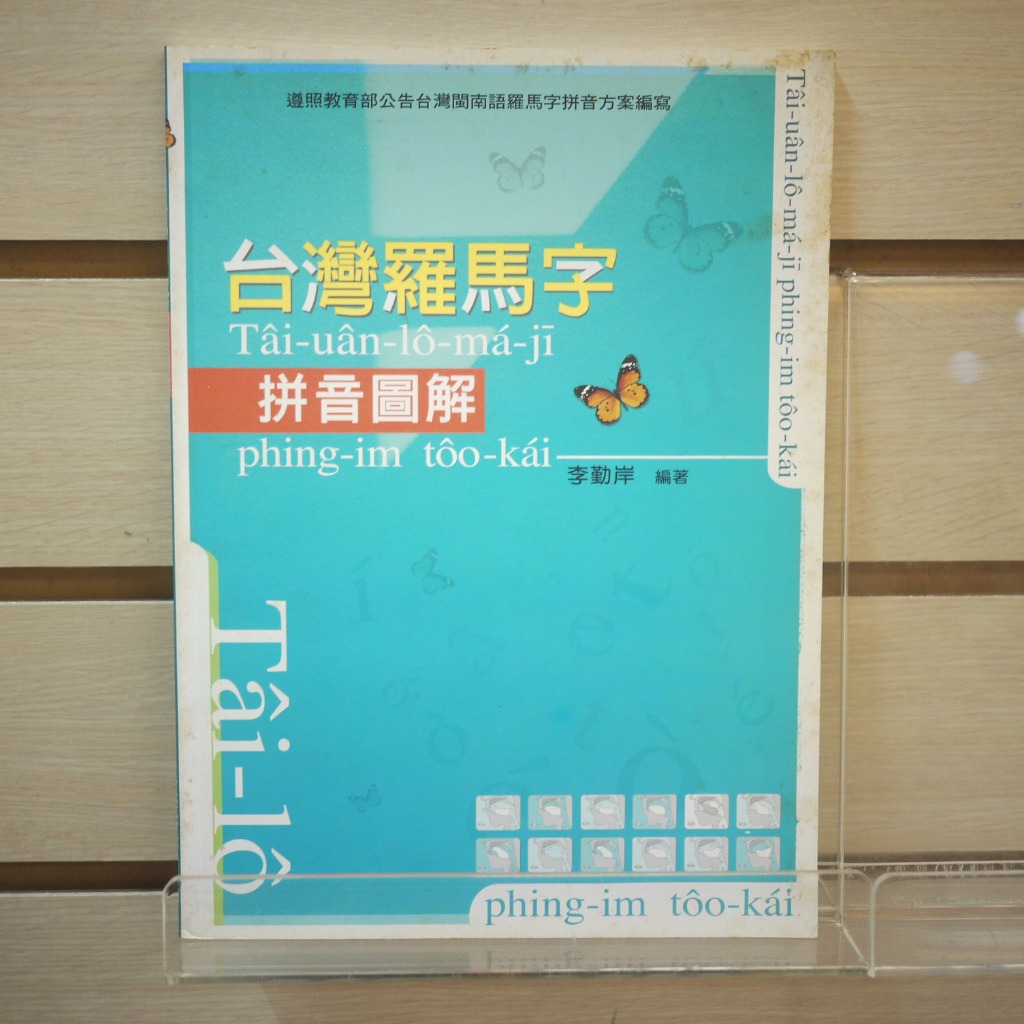 遵照教育部公告台灣閩南語羅馬字拼音方案編寫
台灣羅馬字
Tâi-uân-lô-má-jī
拼音圖解
phing-im tôo-kái
李勤岸 編著
Tâi-uân-lô-má-jī phing-im tôo-kái
Tâi-lô
phing-im tôo-kái